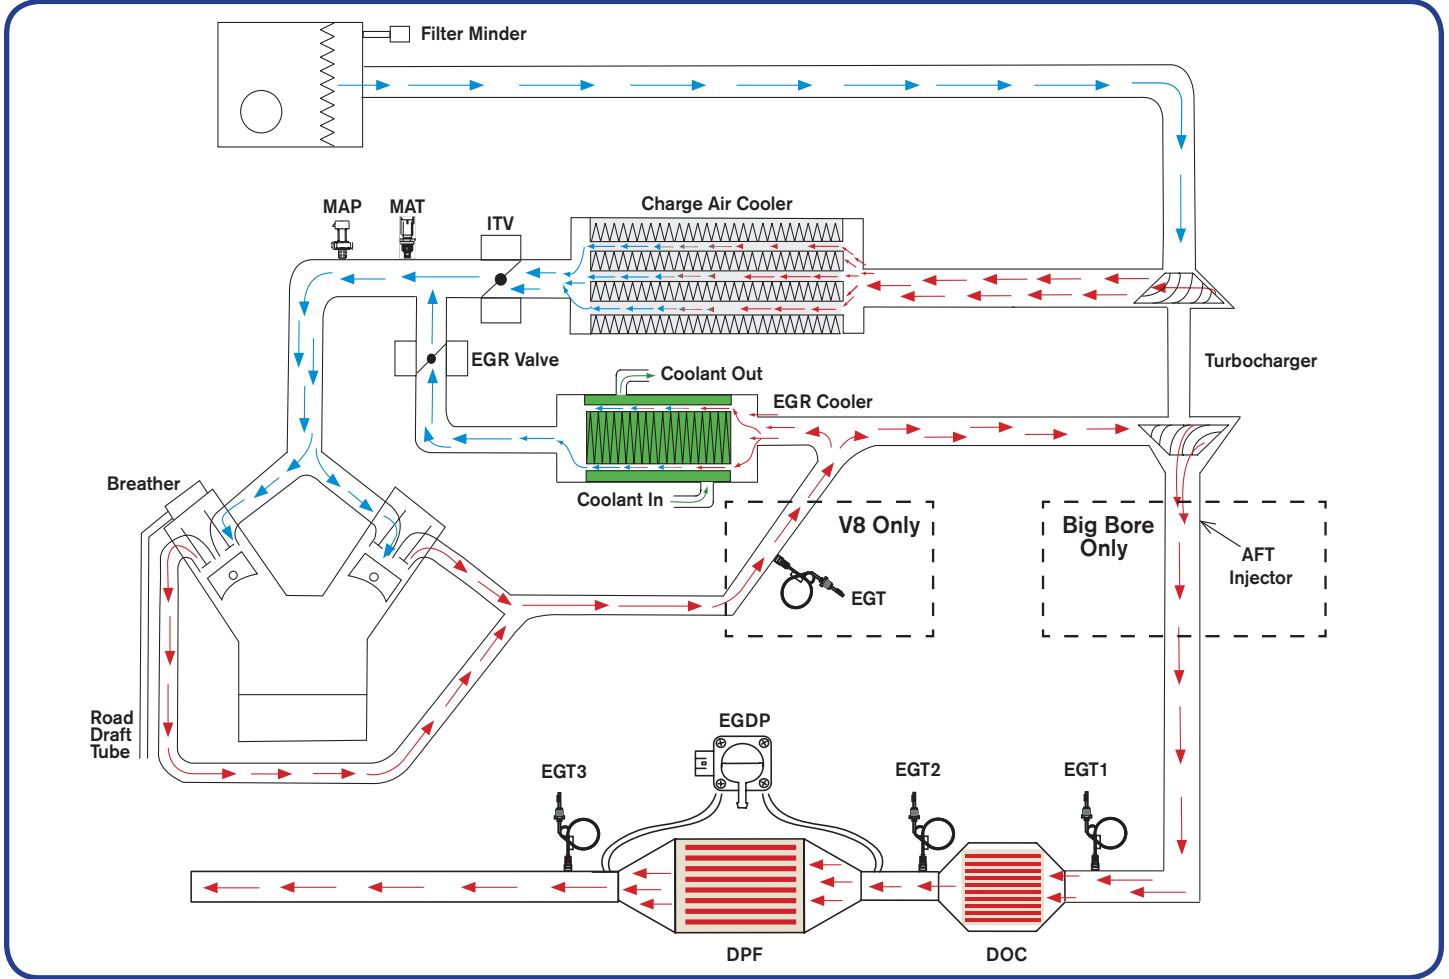 Filter Minder
MAP
MAT
ITV
Charge Air Cooler
EGR Valve
Turbocharger
Coolant Out
EGR Cooler
Coolant In
Breather
V8 Only
EGT
Big Bore
Only
AFT
Injector
Road
Draft
Tube
EGDP
EGT3
EGT2
EGT1
DPF
DOC